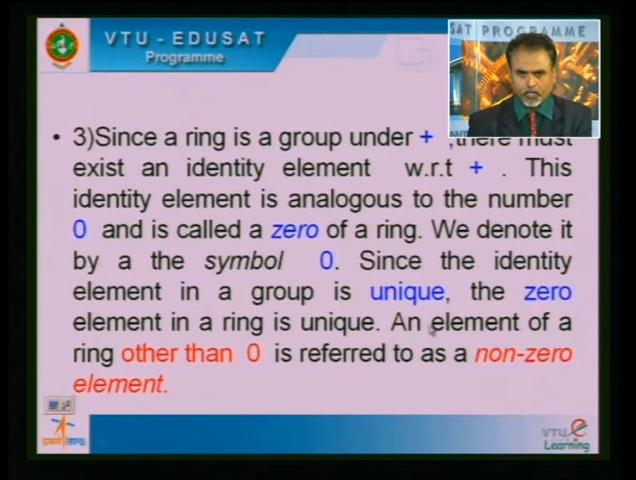 VTU - EDUSAT
Programme
SAT PROGRAMME
• 3)Since a ring is a group under + ,there must
exist an identity element w.r.t + . This
identity element is analogous to the number
0 and is called a zero of a ring. We denote it
by a the symbol 0. Since the identity
element in a group is unique, the zero
element in a ring is unique. An element of a
ring other than 0 is referred to as a non-zero
element.
VTU e
Learning